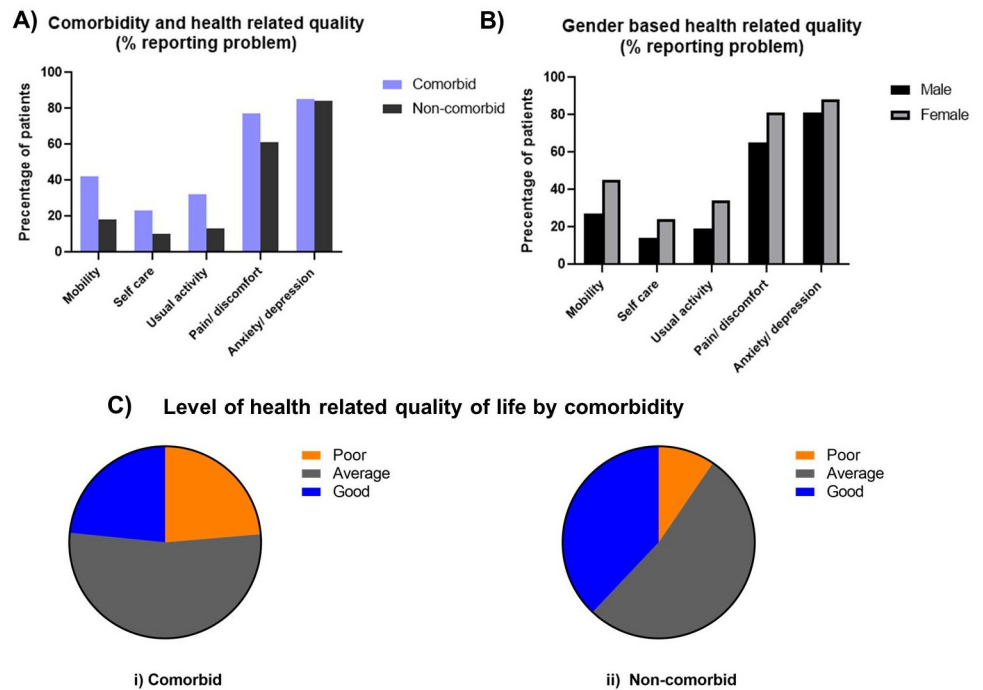 A) Comorbidity and health related quality
(% reporting problem)
Precentage of patients
100
80
60
40
20
0
Mobility
Self care
Usual activity
Pain/ discomfort
Anxiety/ depression
Comorbid
Non-comorbid
B) Gender based health related quality
(% reporting problem)
Precentage of patients
100
80
60
40
20
0
Mobility
Self care
Usual activity
Pain/ discomfort
Anxiety/ depression
Male
Female
C) Level of health related quality of life by comorbidity
Poor
Average
Good
i) Comorbid
Poor
Average
Good
ii) Non-comorbid